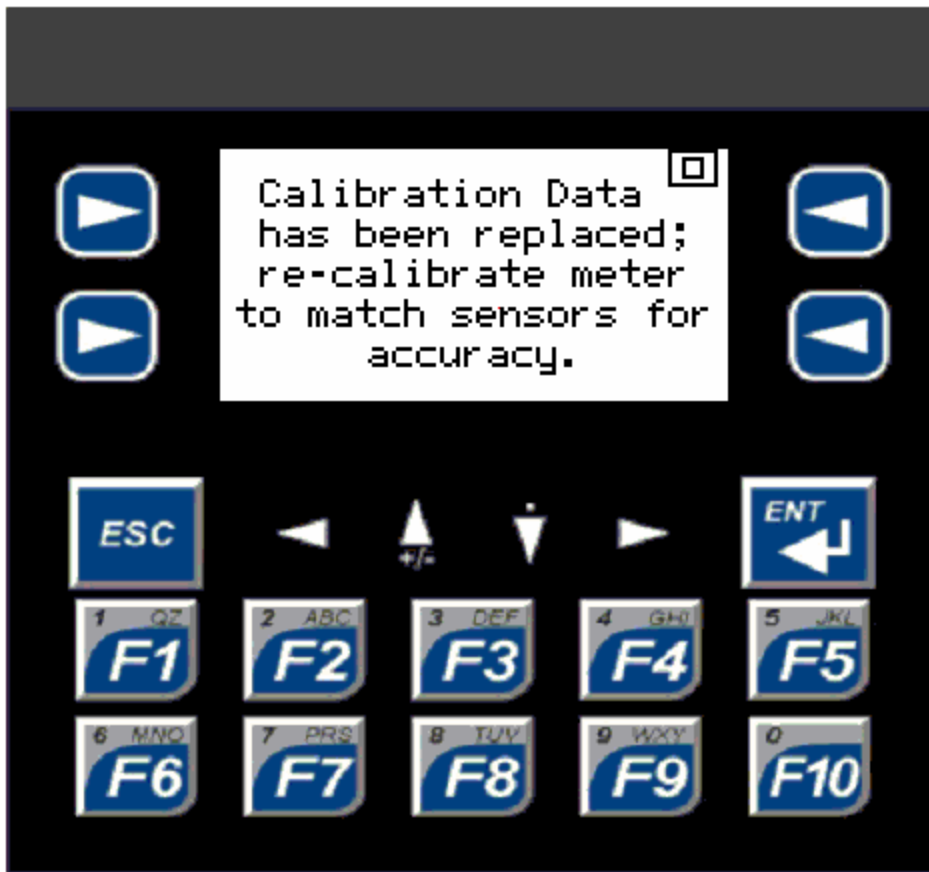 Calibration Data
has been replaced;
re-calibrate meter
to match sensors for
accuracy.
ESC
+/-
ENT
1 QZ
F1
2 ABC
F2
3 DEF
F3
4 GHI
F4
5 JKL
F5
6 MNO
F6
7 PRS
F7
8 TUV
F8
9 WXY
F9
0
F10